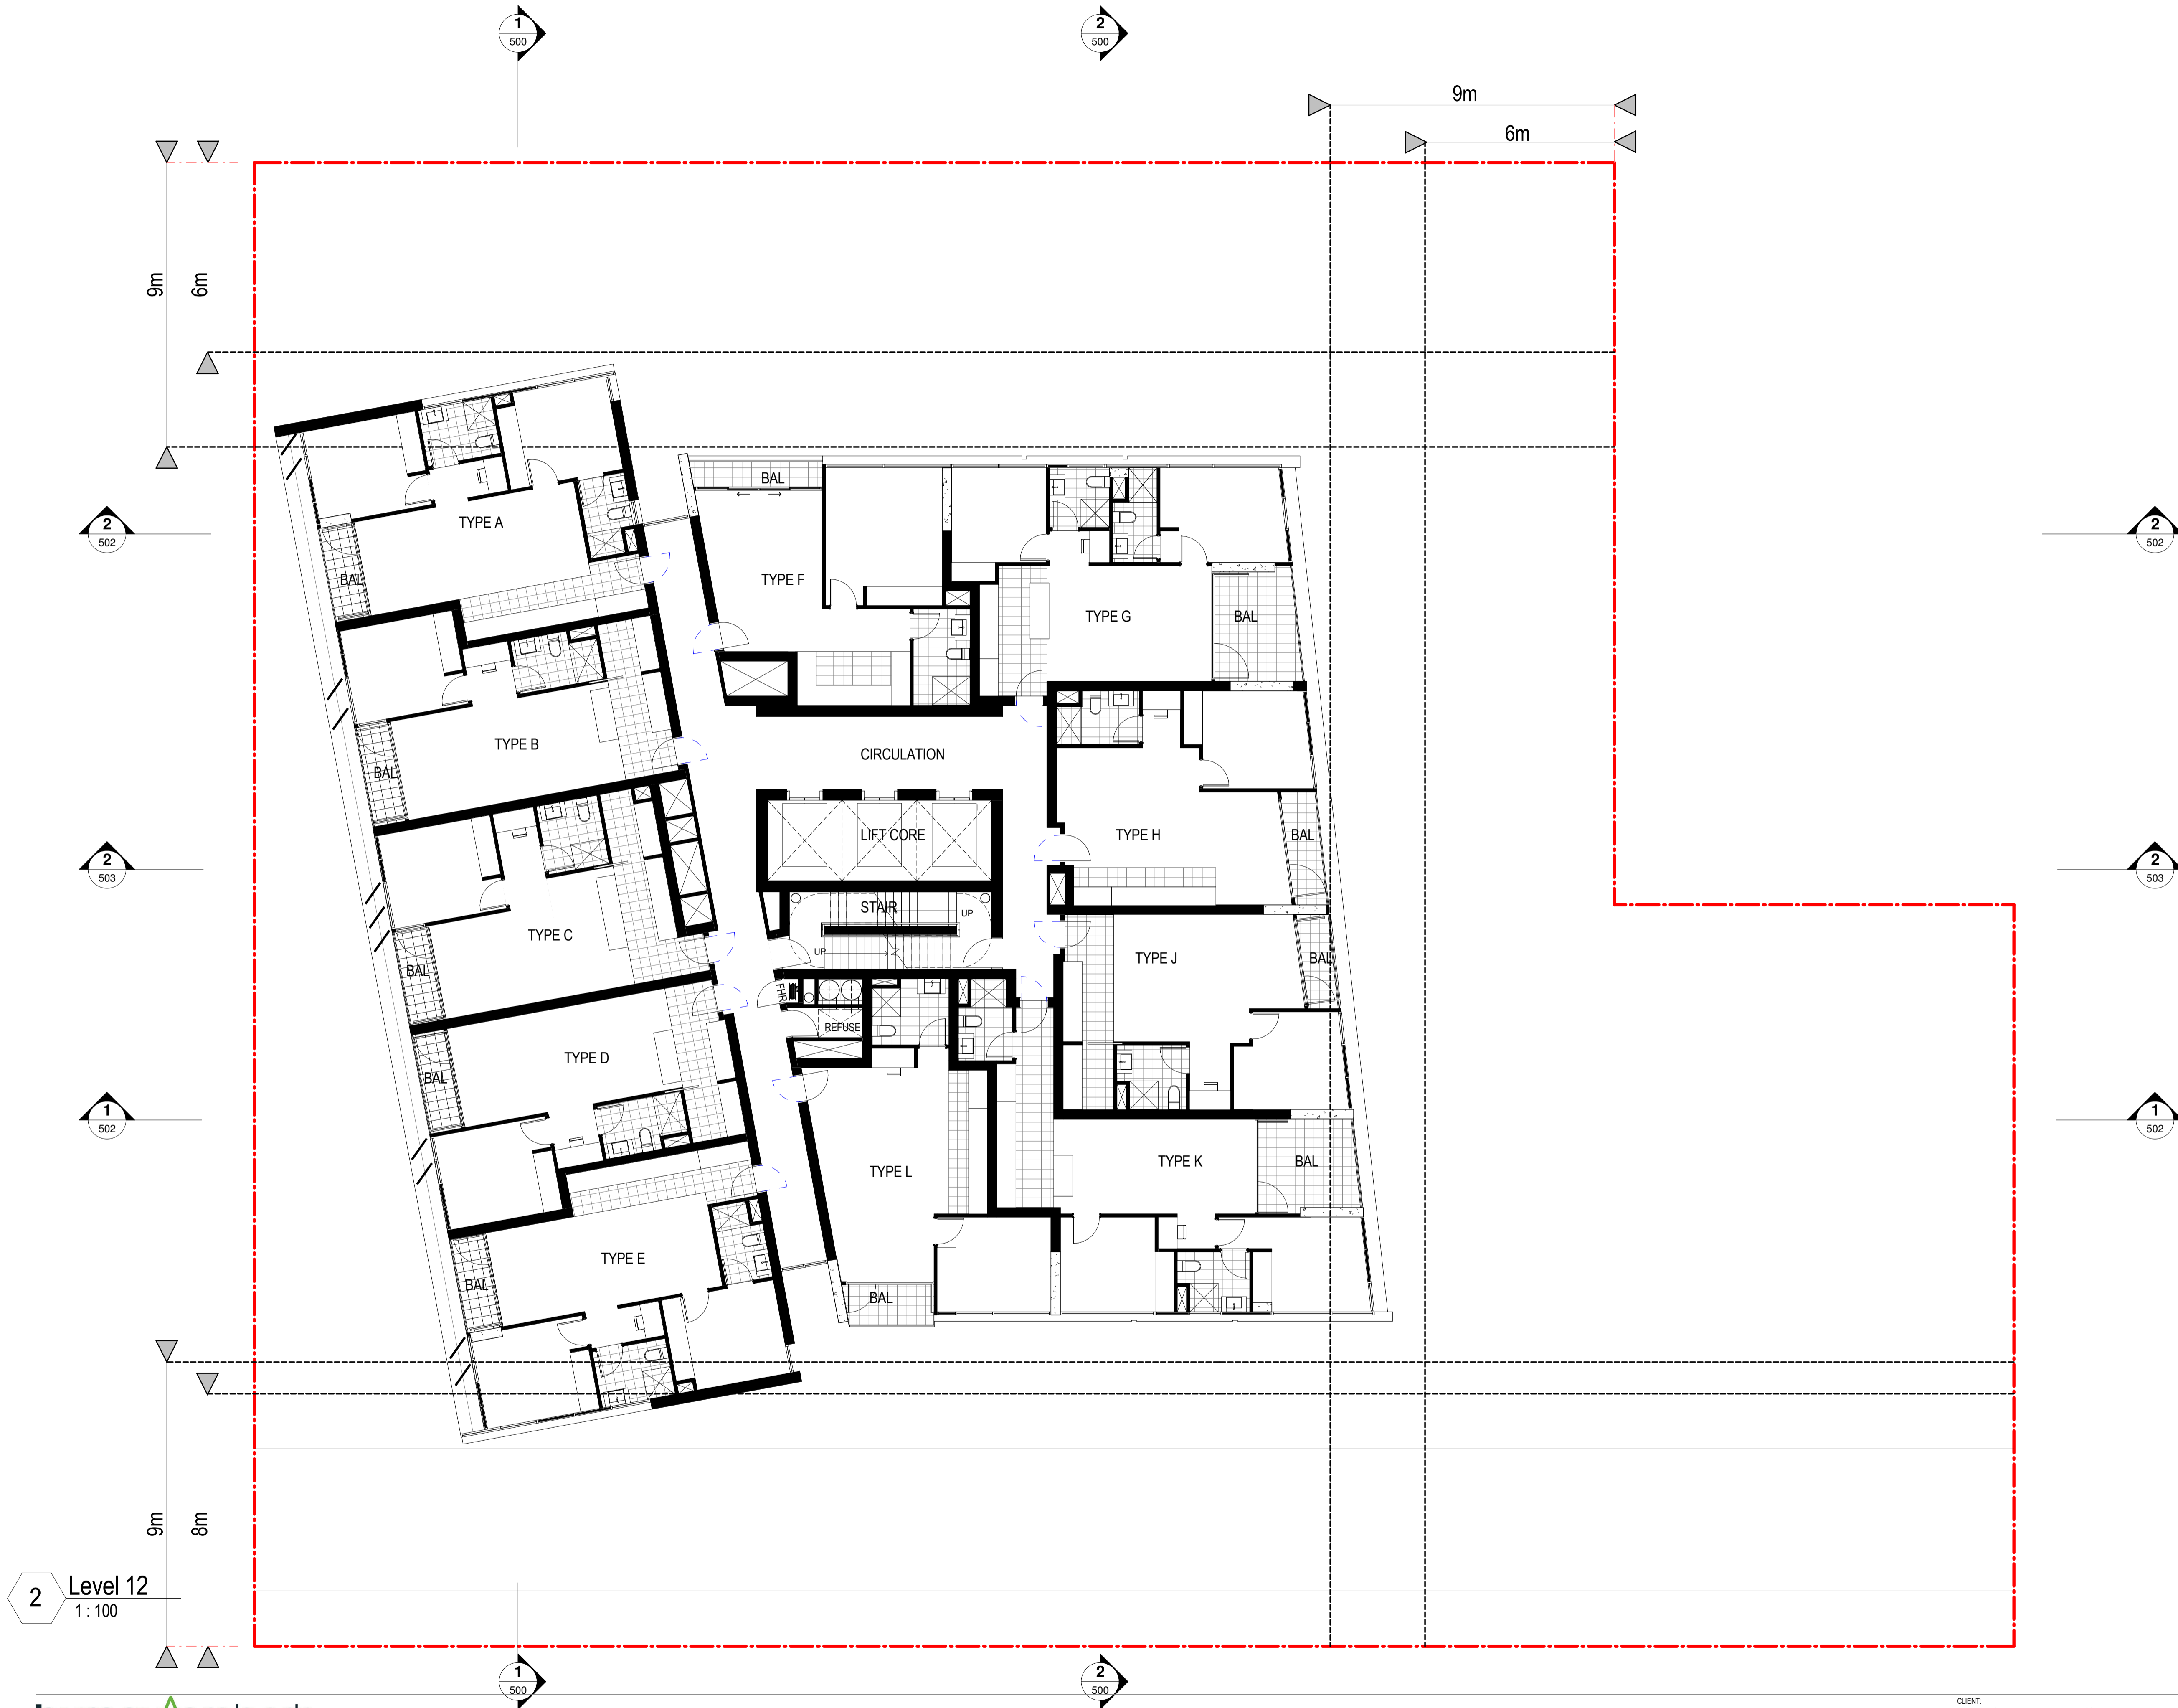 1
500
2
500
9m
6m
9m
6m
BAL
TYPE A
2
502
2
502
BAL
TYPE F
TYPE G
BAL
TYPE B
CIRCULATION
BAL
LIFT CORE
TYPE H
BAL
2
503
2
503
STAIR
UP
TYPE C
UP
TYPE J
BAL
BAL
FHR
REFUSE
TYPE D
BAL
1
502
1
502
TYPE L
TYPE K
BAL
TYPE E
BAL
BAL
9m
8m
2
Level 12
1 : 100
1
500
2
500
CLIENT: